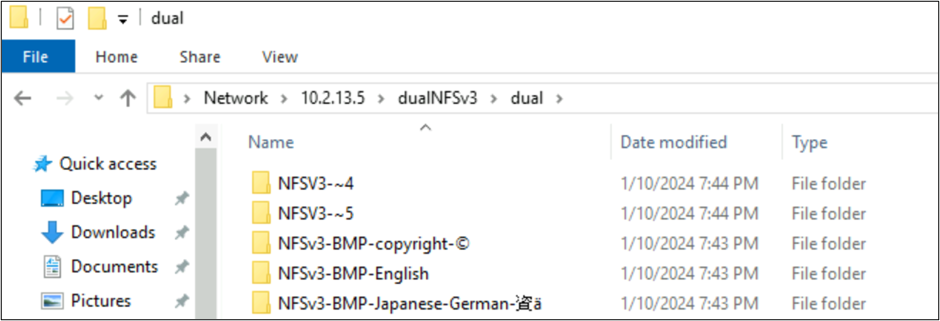 dual
File Home Share View
Network > 10.2.13.5 > dualNFSv3 > dual >
Name Date modified Type
Quick access
Desktop
Downloads
Documents
Pictures
NFSV3-~4 1/10/2024 7:44 PM File folder
NFSV3-~5 1/10/2024 7:44 PM File folder
NFSv3-BMP-copyright-© 1/10/2024 7:43 PM File folder
NFSv3-BMP-English 1/10/2024 7:43 PM File folder
NFSv3-BMP-Japanese-German-資ä 1/10/2024 7:43 PM File folder